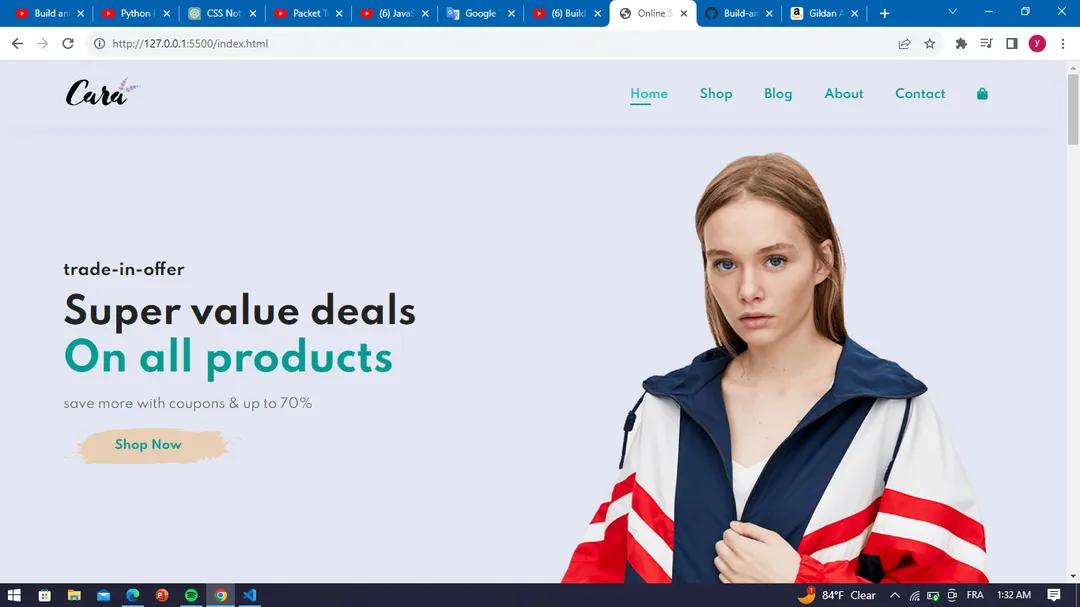 Build an
Python I
CSS Not
Packet T
(6) JavaS
Google
(6) Build
Online S
Build-an
Gildan A
http://127.0.0.1:5500/index.html
y
Cara
Home
Shop
Blog
About
Contact
trade-in-offer
Super value deals
On all products
save more with coupons & up to 70%
Shop Now
84°F Clear
FRA
1:32 AM